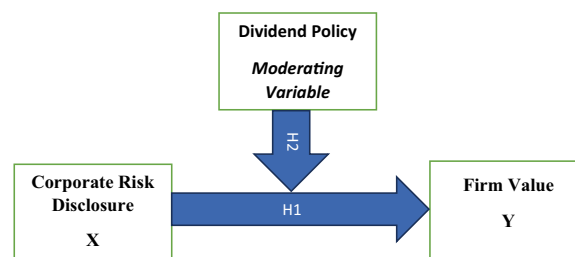 Dividend Policy
Moderating
Variable
H2
Corporate Risk
Disclosure
X
H1
Firm Value
Y